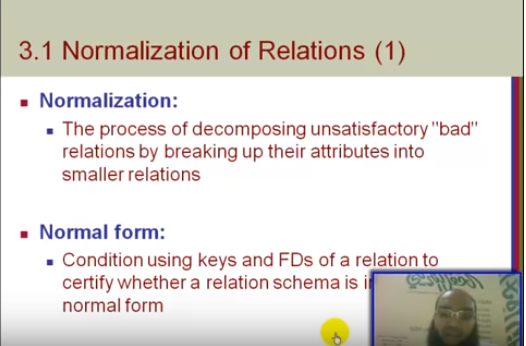 3.1 Normalization of Relations (1)
Normalization:
The process of decomposing unsatisfactory "bad"
relations by breaking up their attributes into
smaller relations
Normal form:
Condition using keys and FDs of a relation to
certify whether a relation schema is
normal form